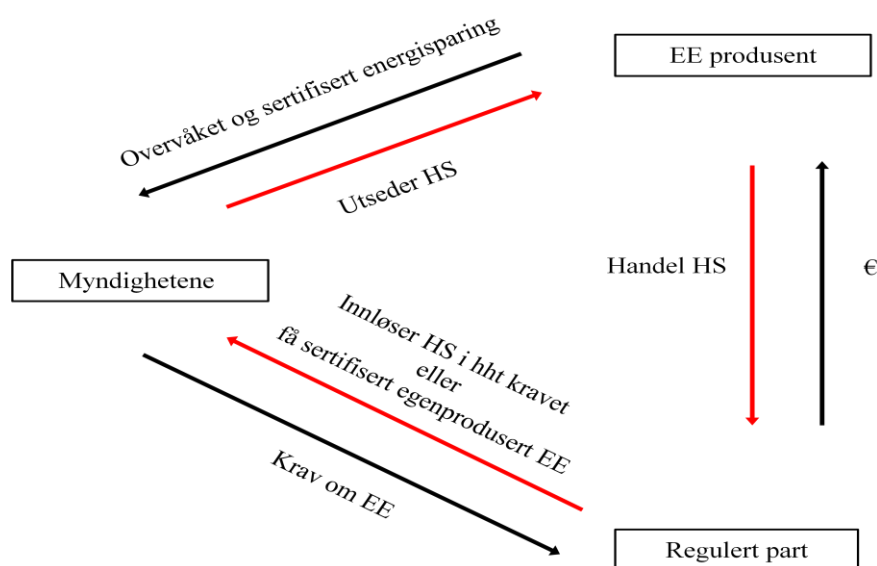 EE produsent
Overvåket og sertifisert energisparing
Utseder HS
Myndighetene
Handel HS
€
Innløser HS i hht kravet
eller
få sertifisert egenprodusert EE
Krav om EE
Regulert part